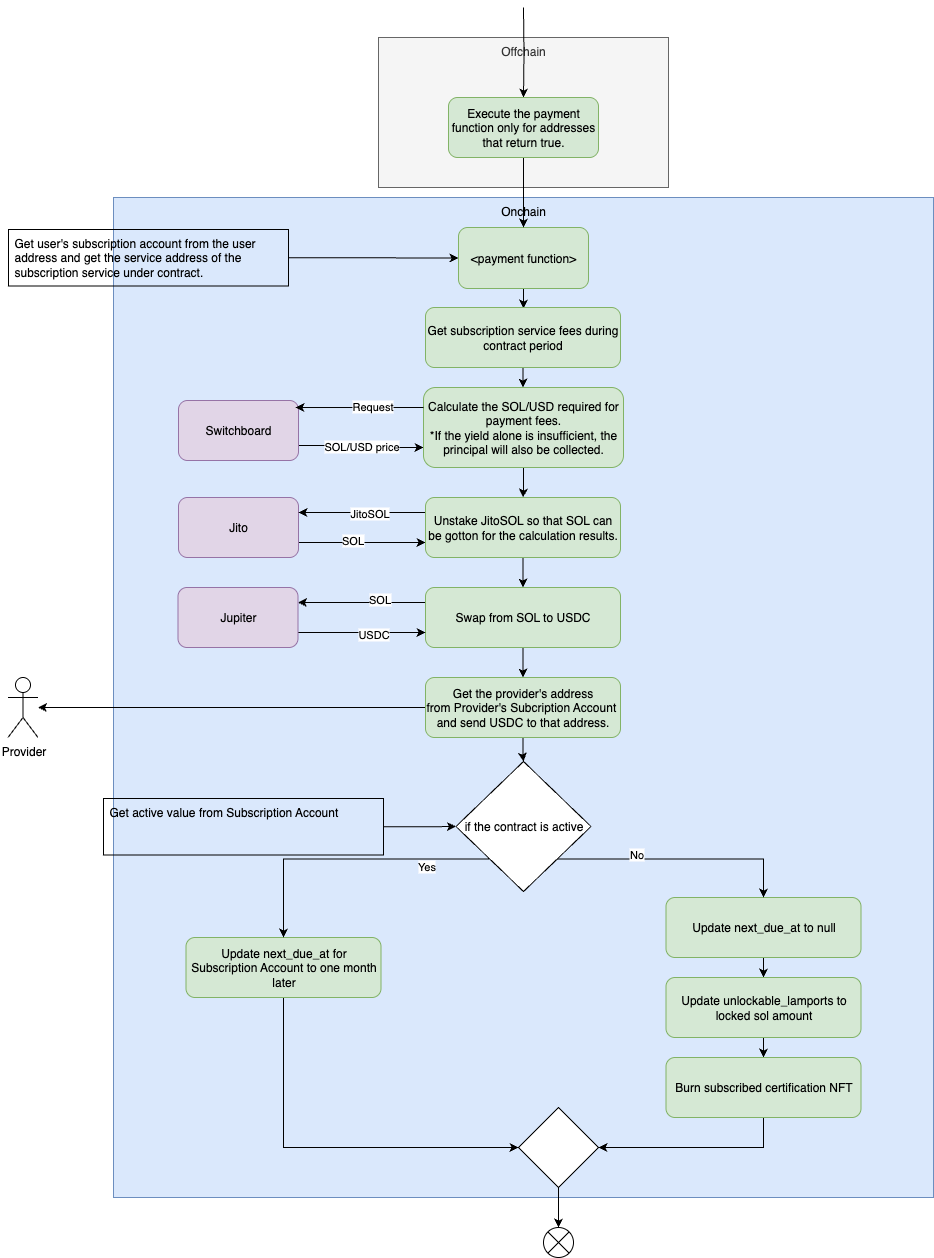 Offchain
Execute the payment
function only for addresses
that return true.
Onchain
Get user's subscription account from the user
address and get the service address of the
subscription service under contract.
<payment function>
Get subscription service fees during
contract period
Calculate the SOL/USD required for
payment fees.
*If the yield alone is insufficient, the
principal will also be collected.
Request
Switchboard
SOL/USD price
Unstake JitoSOL so that SOL can
be gotton for the calculation results.
JitoSOL
Jito
SOL
Swap from SOL to USDC
SOL
Jupiter
USDC
Get the provider's address
from Provider's Subcription Account
and send USDC to that address.
Provider
Get active value from Subscription Account
if the contract is active
Yes
No
Update next_due_at for
Subscription Account to one month
later
Update next_due_at to null
Update unlockable_lamports to
locked sol amount
Burn subscribed certification NFT